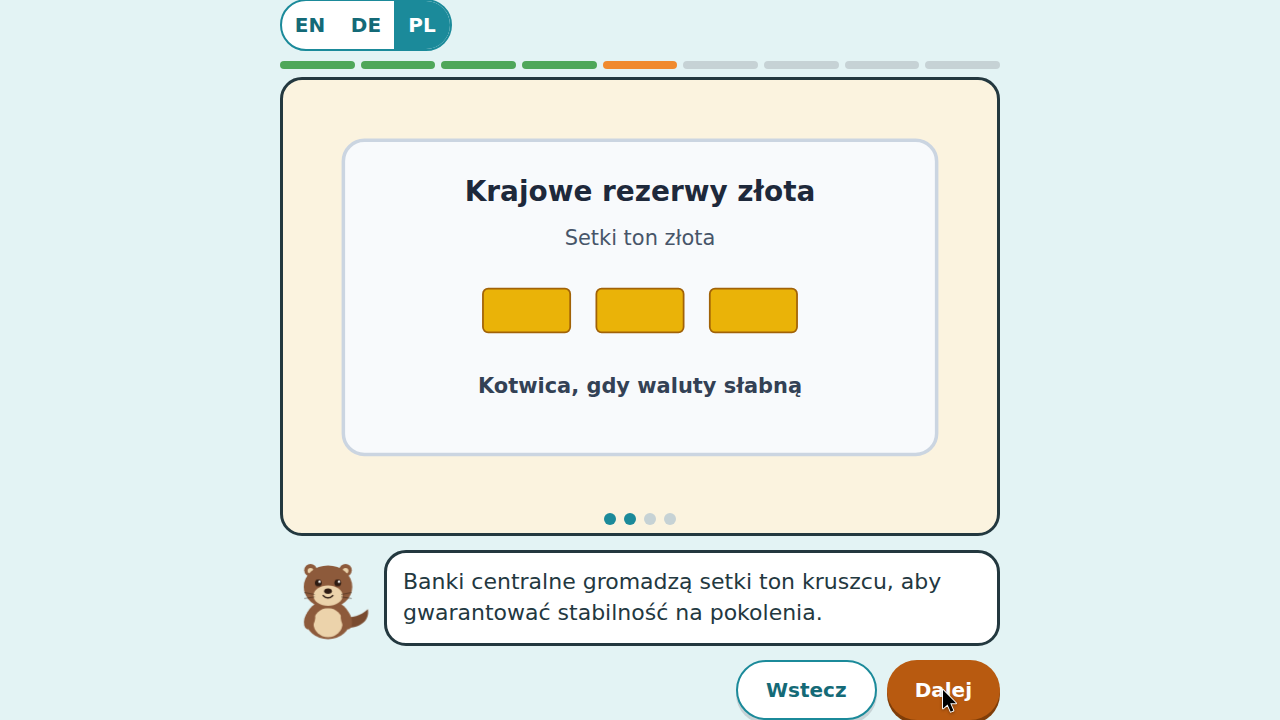 EN DE PL
Krajowe rezerwy złota
Setki ton złota
Kotwica, gdy waluty słabną
Banki centralne gromadzą setki ton kruszcu, aby
gwarantować stabilność na pokolenia.
Wstecz Dalej